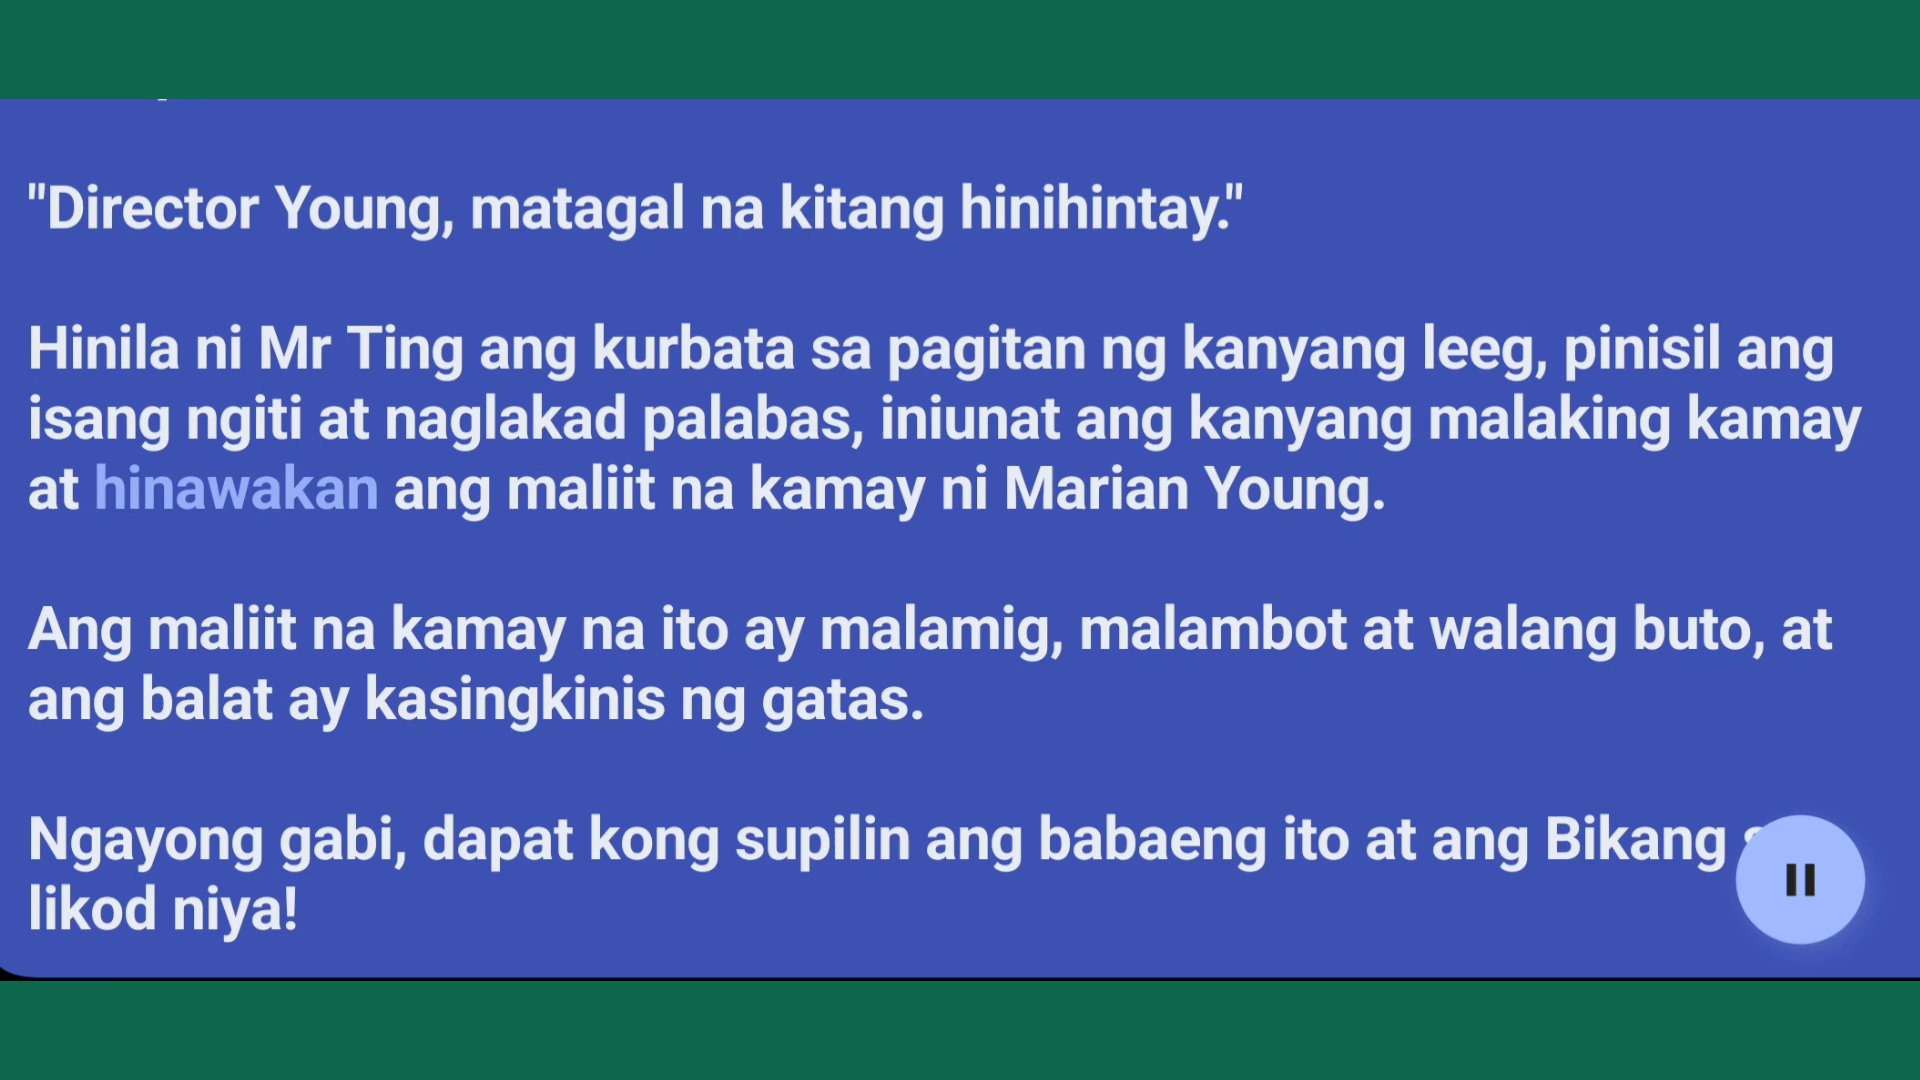 "Director Young, matagal na kitang hinihintay."
Hinila ni Mr Ting ang kurbata sa pagitan ng kanyang leeg, pinisil ang
isang ngiti at naglakad palabas, iniunat ang kanyang malaking kamay
at hinawakan ang maliit na kamay ni Marian Young.
Ang maliit na kamay na ito ay malamig, malambot at walang buto, at
ang balat ay kasingkinis ng gatas.
Ngayong gabi, dapat kong supilin ang babaeng ito at ang Bikang
likod niya!